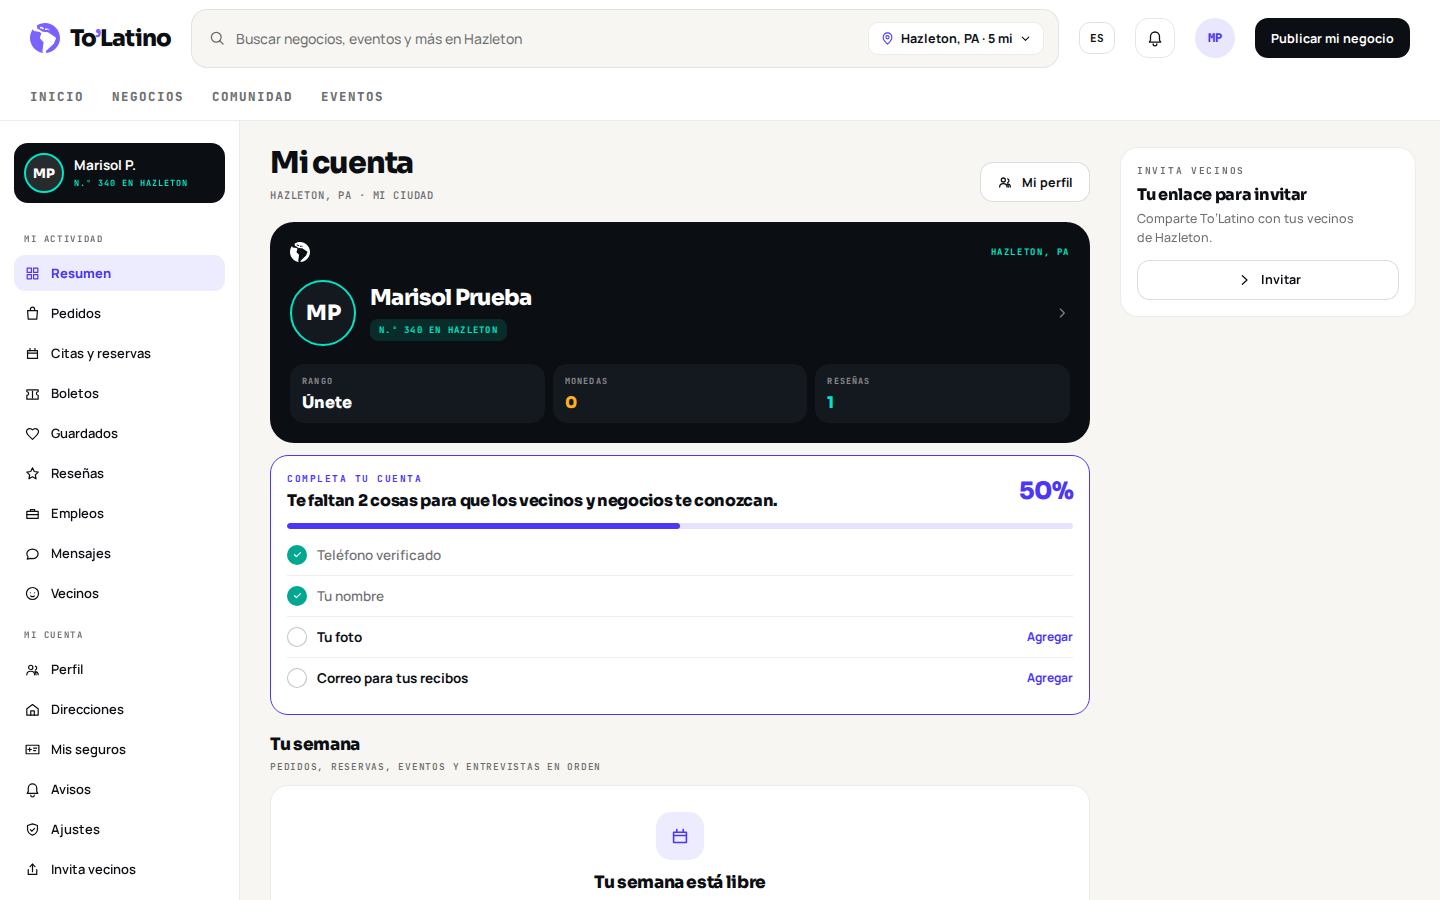 To'Latino
Buscar negocios, eventos y más en Hazleton
Hazleton, PA · 5 mi
ES
MP
Publicar mi negocio
INICIO
NEGOCIOS
COMUNIDAD
EVENTOS
MP
Marisol P.
N.° 340 EN HAZLETON
MI ACTIVIDAD
Resumen
Pedidos
Citas y reservas
Boletos
Guardados
Reseñas
Empleos
Mensajes
Vecinos
MI CUENTA
Perfil
Direcciones
Mis seguros
Avisos
Ajustes
Invita vecinos
Mi cuenta
HAZLETON, PA · MI CIUDAD
Mi perfil
HAZLETON, PA
MP
Marisol Prueba
N.° 340 EN HAZLETON
RANGO
Únete
MONEDAS
0
RESEÑAS
1
COMPLETA TU CUENTA
Te faltan 2 cosas para que los vecinos y negocios te conozcan.
50%
Teléfono verificado
Tu nombre
Tu foto
Agregar
Correo para tus recibos
Agregar
Tu semana
PEDIDOS, RESERVAS, EVENTOS Y ENTREVISTAS EN ORDEN
Tu semana está libre
INVITA VECINOS
Tu enlace para invitar
Comparte To'Latino con tus vecinos
de Hazleton.
Invitar